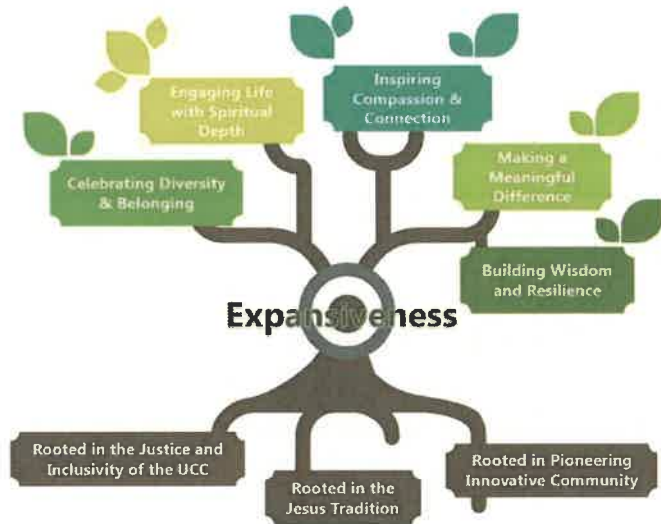 Engaging Life
with Spiritual
Depth
Inspiring
Compassion &
Connection
Celebrating Diversity
& Belonging
Making a
Meaningful
Difference
Building Wisdom
and Resilience
Expansiveness
Rooted in the Justice and
Inclusivity of the UCC
Rooted in the
Jesus Tradition
Rooted in Pioneering
Innovative Community